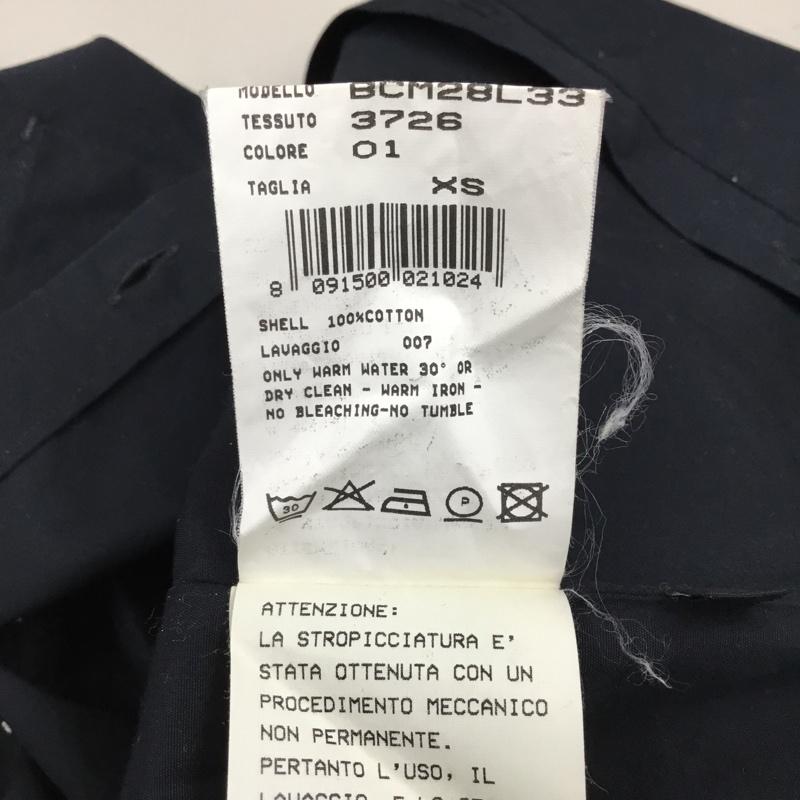 MODELLO BCM28L33
TESSUTO 3726
COLORE 01
TAGLIA XS
8 091500 021024
SHELL 100%COTTON
LAVAGGIO 007
ONLY WARM WATER 30° OR
DRY CLEAN - WARM IRON -
NO BLEACHING-NO TUMBLE
30 P
ATTENZIONE:
LA STROPICCIATURA E'
STATA OTTENUTA CON UN
PROCEDIMENTO MECCANICO
NON PERMANENTE.
PERTANTO L'USO, IL
LAVAGGIO